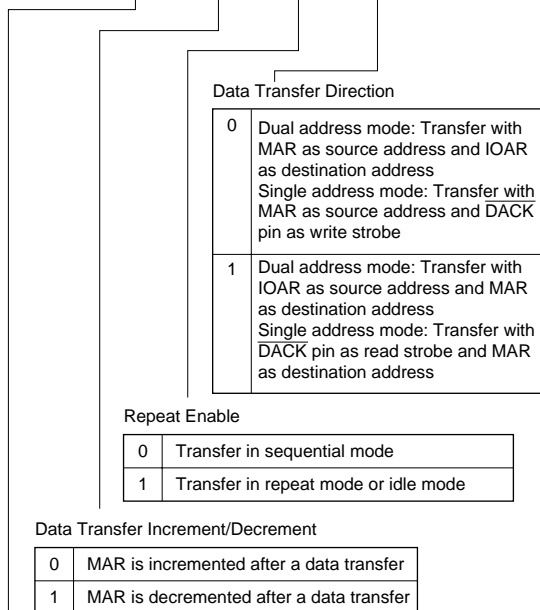 Data Transfer Direction
0 Dual address mode: Transfer with
MAR as source address and IOAR
as destination address
Single address mode: Transfer with
MAR as source address and DACK
pin as write strobe
1 Dual address mode: Transfer with
IOAR as source address and MAR
as destination address
Single address mode: Transfer with
DACK pin as read strobe and MAR
as destination address
Repeat Enable
0 Transfer in sequential mode
1 Transfer in repeat mode or idle mode
Data Transfer Increment/Decrement
0 MAR is incremented after a data transfer
1 MAR is decremented after a data transfer